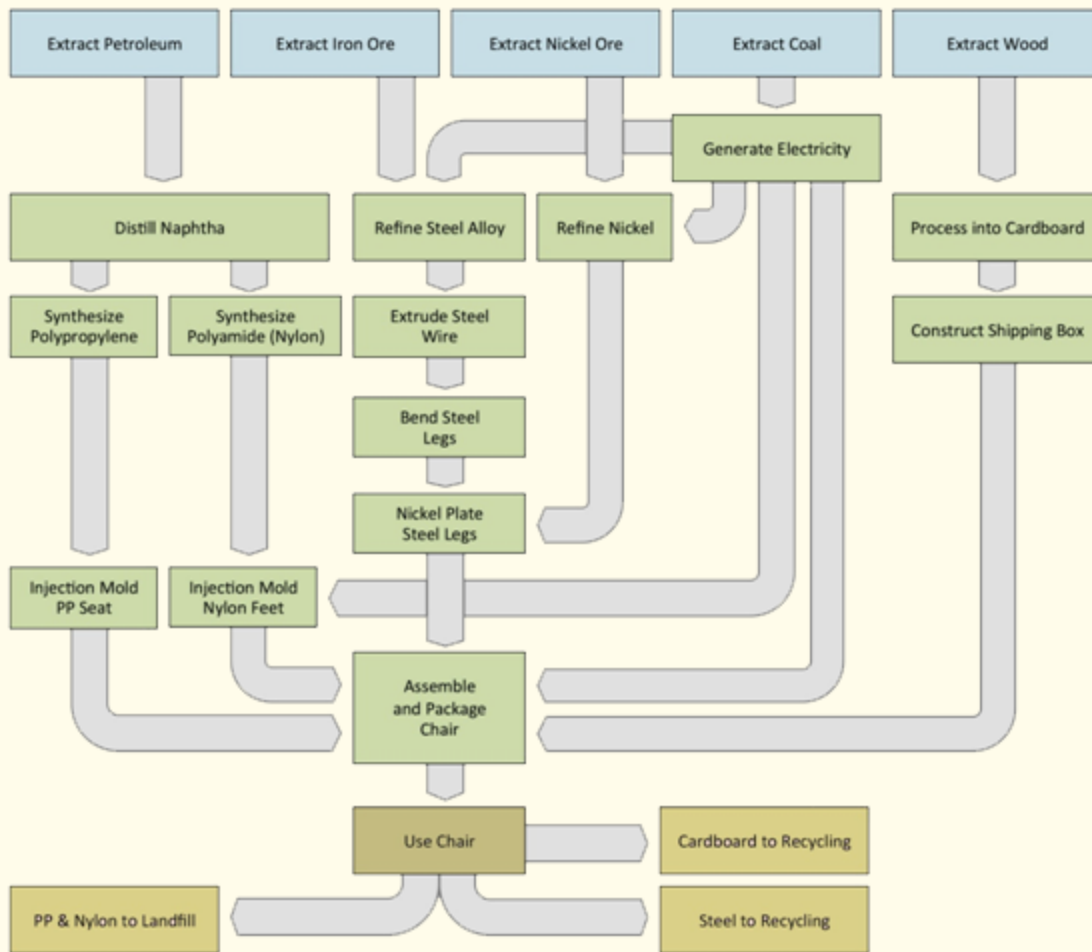 Extract Petroleum
Extract Iron Ore
Extract Nickel Ore
Extract Coal
Extract Wood
Generate Electricity
Distill Naphtha
Refine Steel Alloy
Refine Nickel
Process into Cardboard
Synthesize
Polypropylene
Synthesize
Polyamide (Nylon)
Extrude Steel
Wire
Construct Shipping Box
Bend Steel
Legs
Nickel Plate
Steel Legs
Injection Mold
PP Seat
Injection Mold
Nylon Feet
Assemble
and Package
Chair
Use Chair
Cardboard to Recycling
PP & Nylon to Landfill
Steel to Recycling